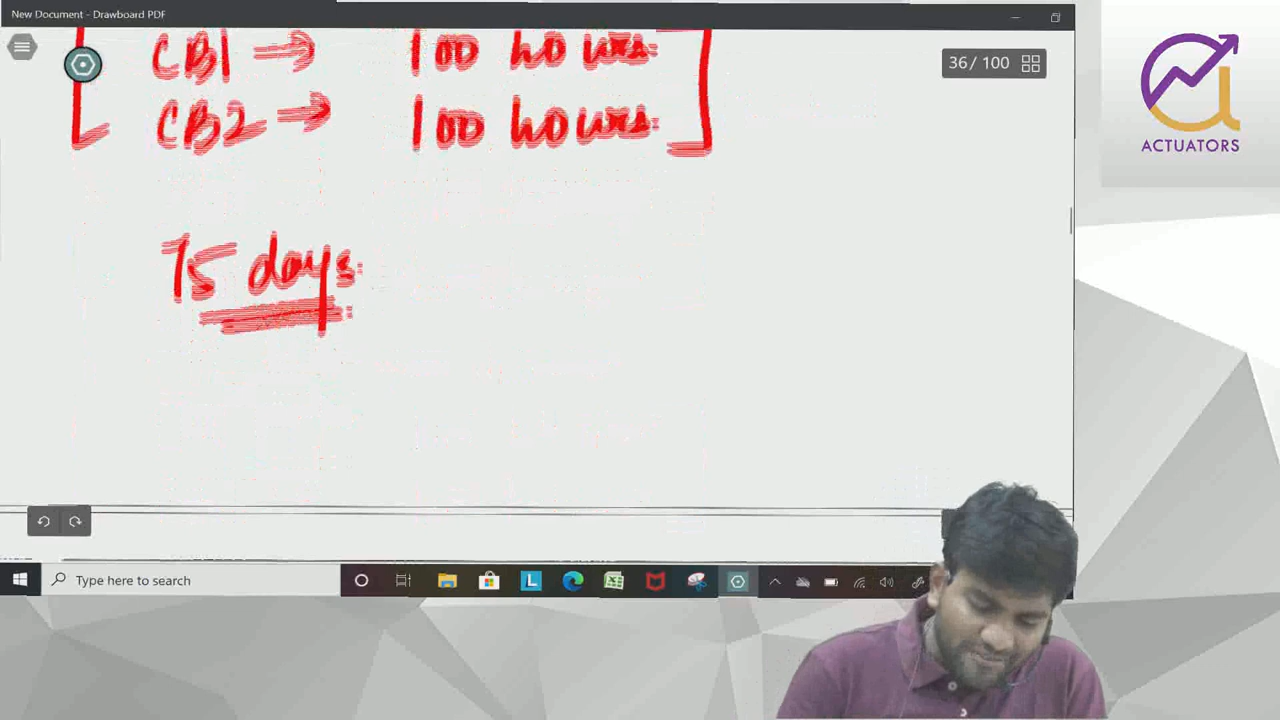 New Document - Drawboard PDF
CB1 → 100 hours.
CB2 → 100 hours.
36 / 100
ACTUATORS
75 days.
Type here to search